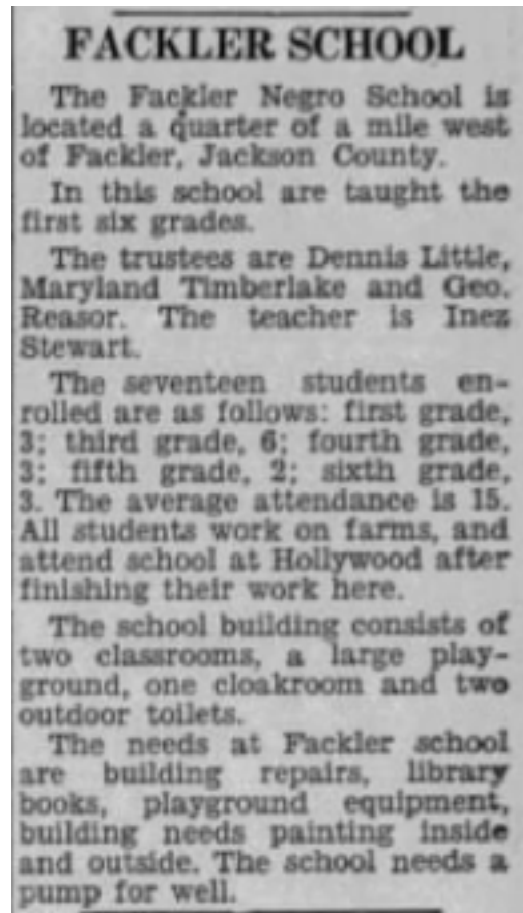 FACKLER SCHOOL
The Fackler Negro School is
located a quarter of a mile west
of Fackler, Jackson County.
In this school are taught the
first six grades.
The trustees are Dennis Little,
Maryland Timberlake and Geo.
Reasor. The teacher is Inez
Stewart.
The seventeen students en-
rolled are as follows: first grade,
3; third grade, 6; fourth grade,
3; fifth grade, 2; sixth grade,
3. The average attendance is 15.
All students work on farms, and
attend school at Hollywood after
finishing their work here.
The school building consists of
two classrooms, a large play-
ground, one cloakroom and two
outdoor toilets.
The needs at Fackler school
are building repairs, library
books, playground equipment,
building needs painting inside
and outside. The school needs a
pump for well.